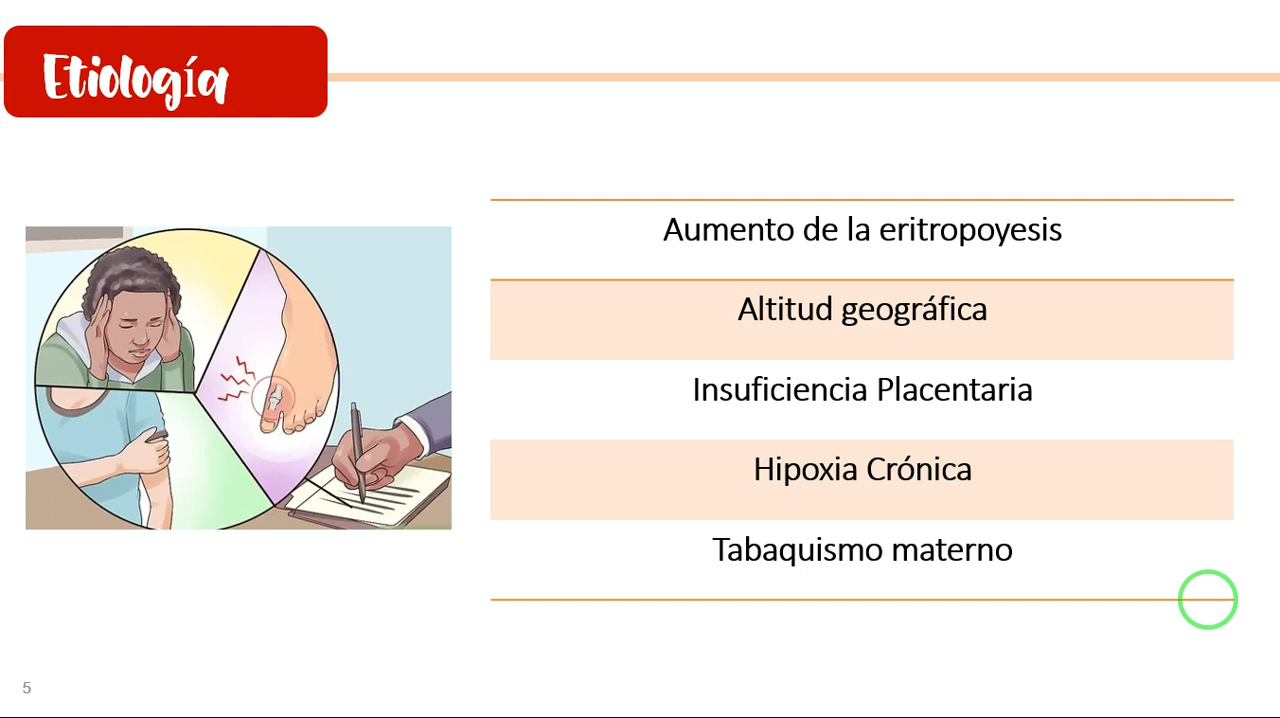 Etiología
Aumento de la eritropoyesis
Altitud geográfica
Insuficiencia Placentaria
Hipoxia Crónica
Tabaquismo materno
5